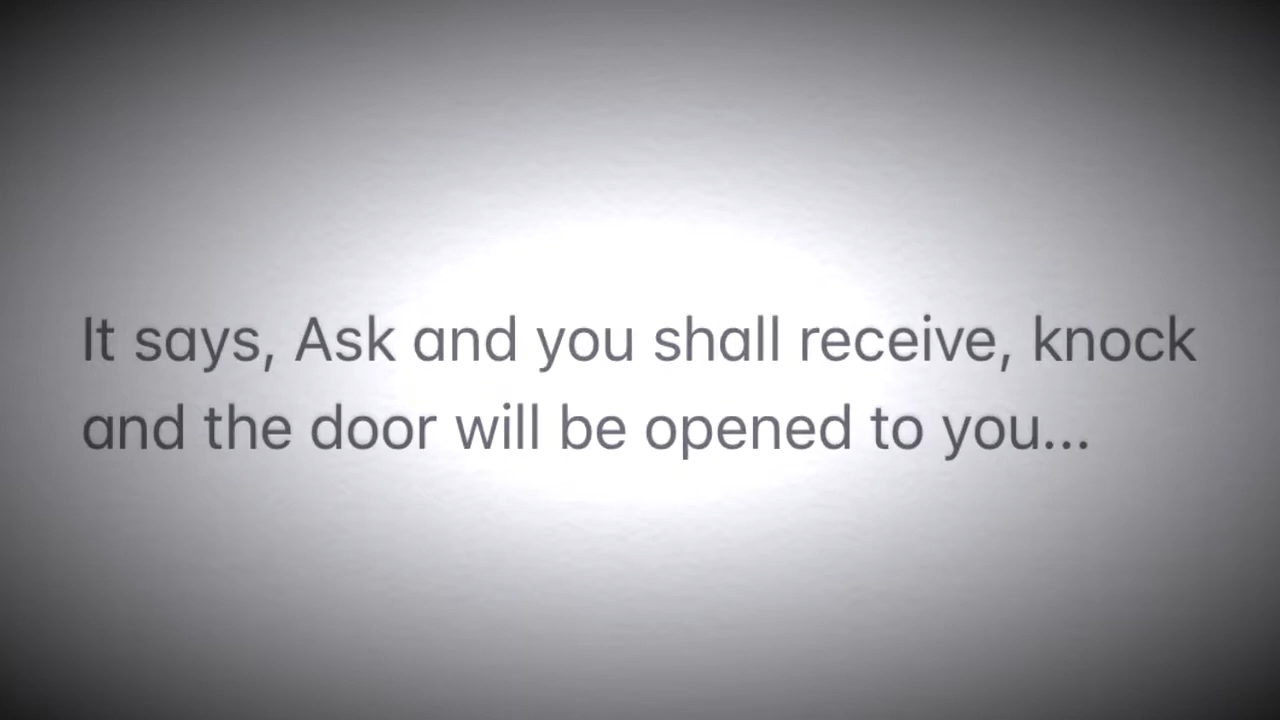 It says, Ask and you shall receive, knock
and the door will be opened to you...